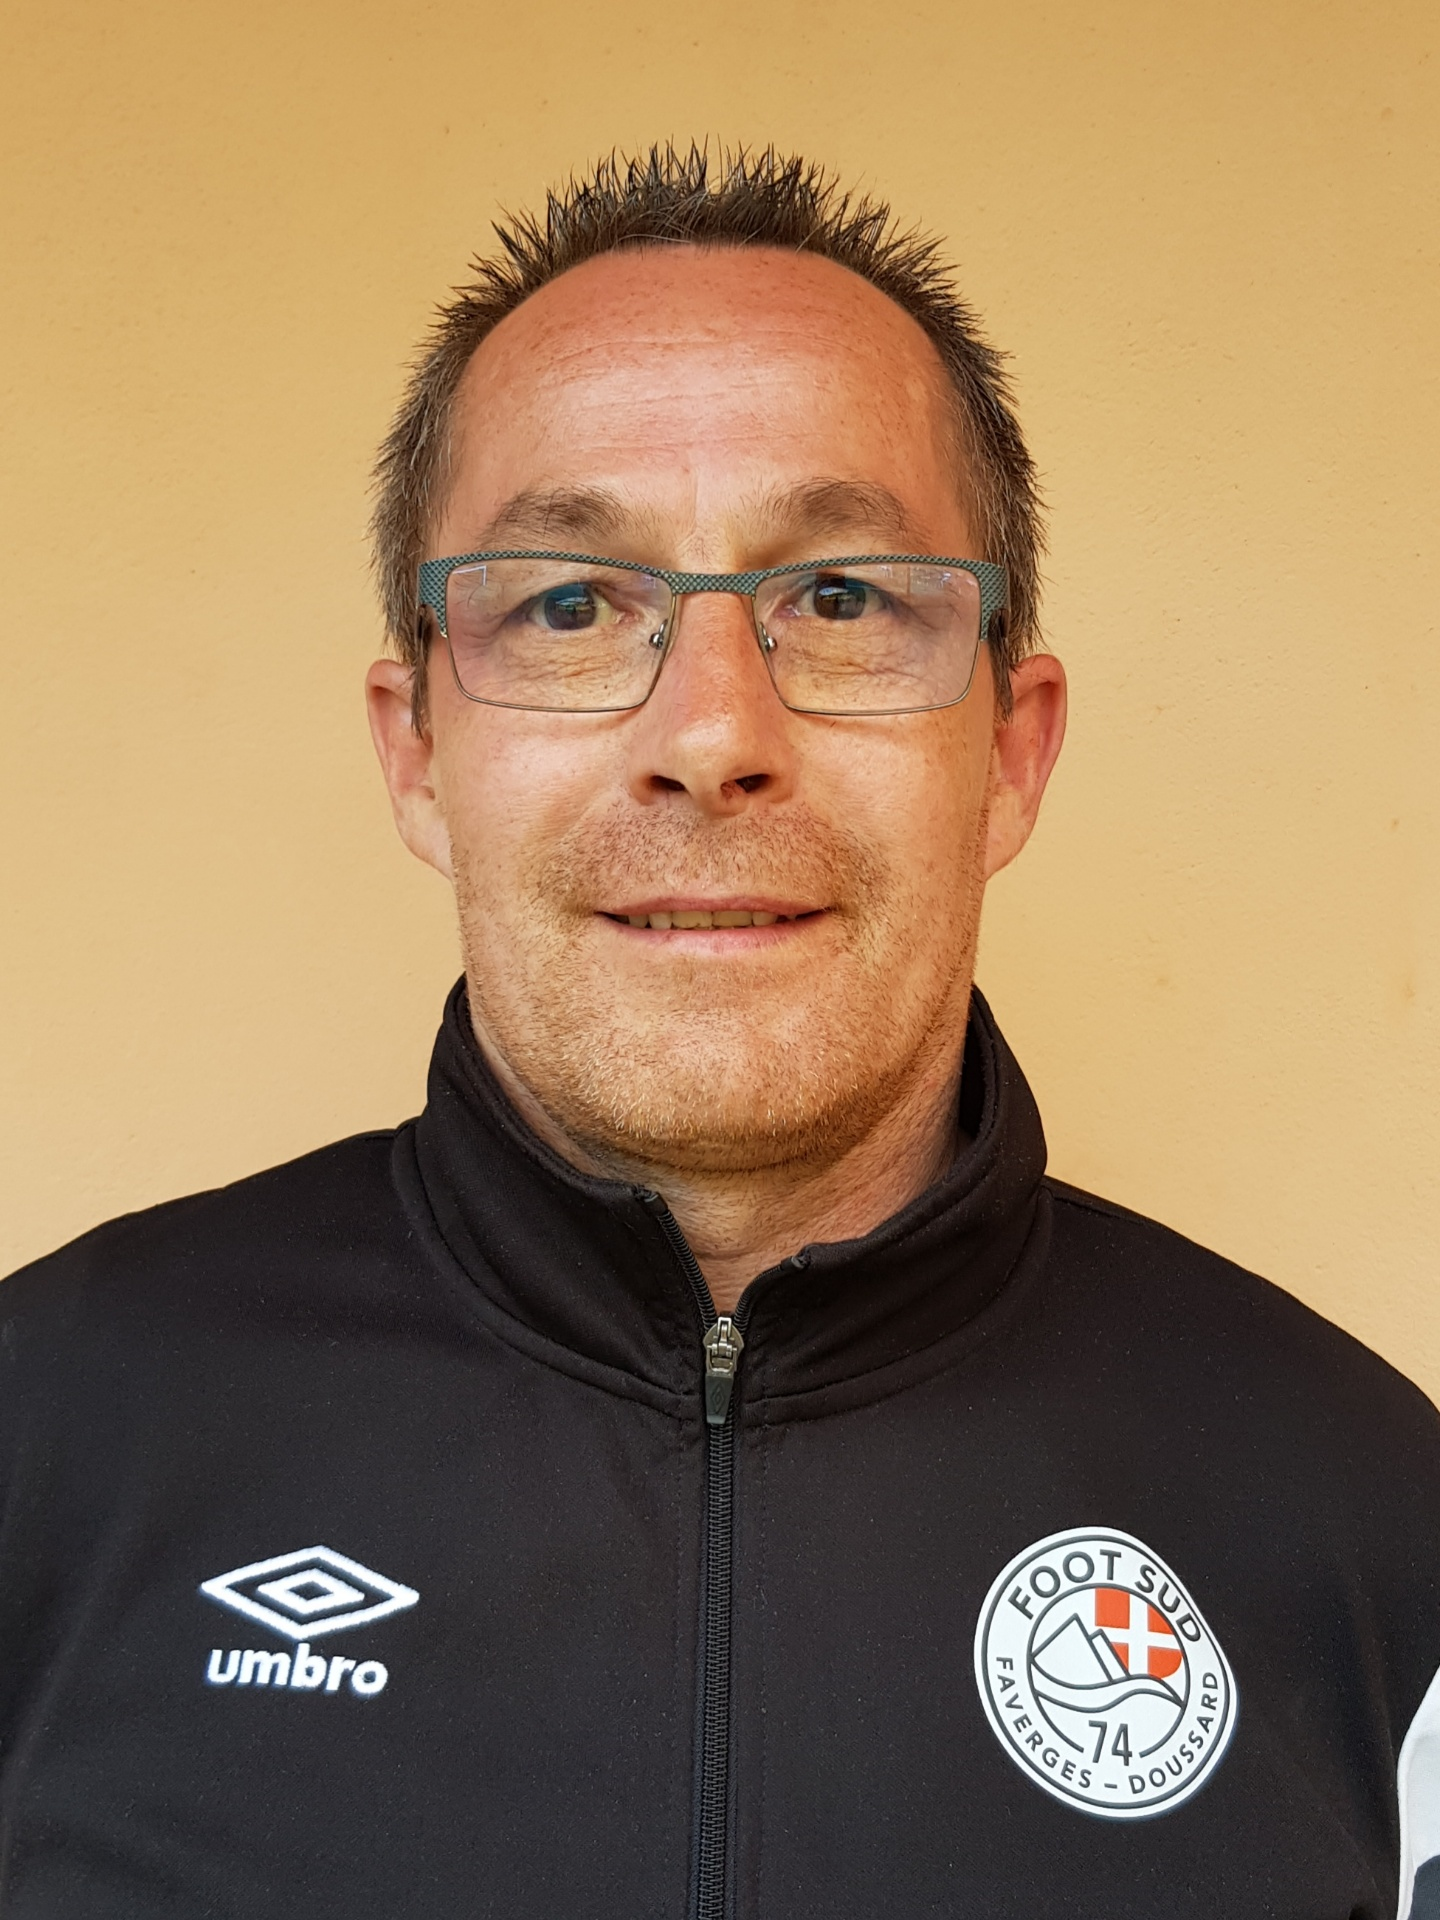 umbro
FOOT SUD
74
FAVERGES - DOUSSARD